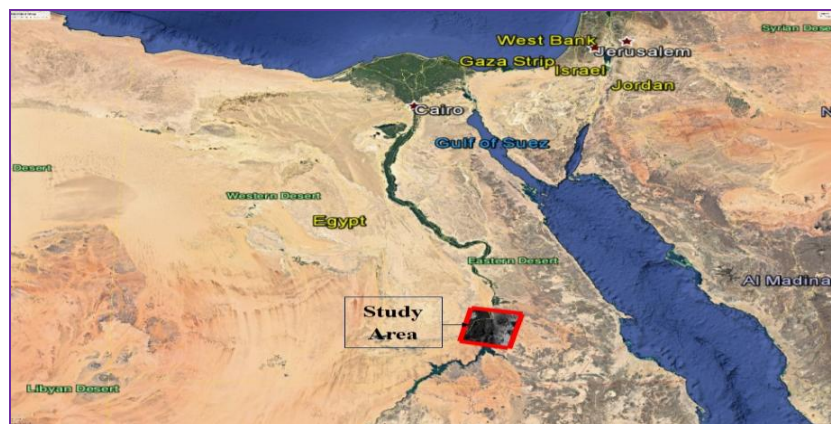 Syrian Desert
West Bank
Jerusalem
Gaza Strip
Israel
Jordan
Cairo
Gulf of Suez
Desert
Western Desert
Egypt
Eastern Desert
Al Madina
Study
Area
Libyan Desert